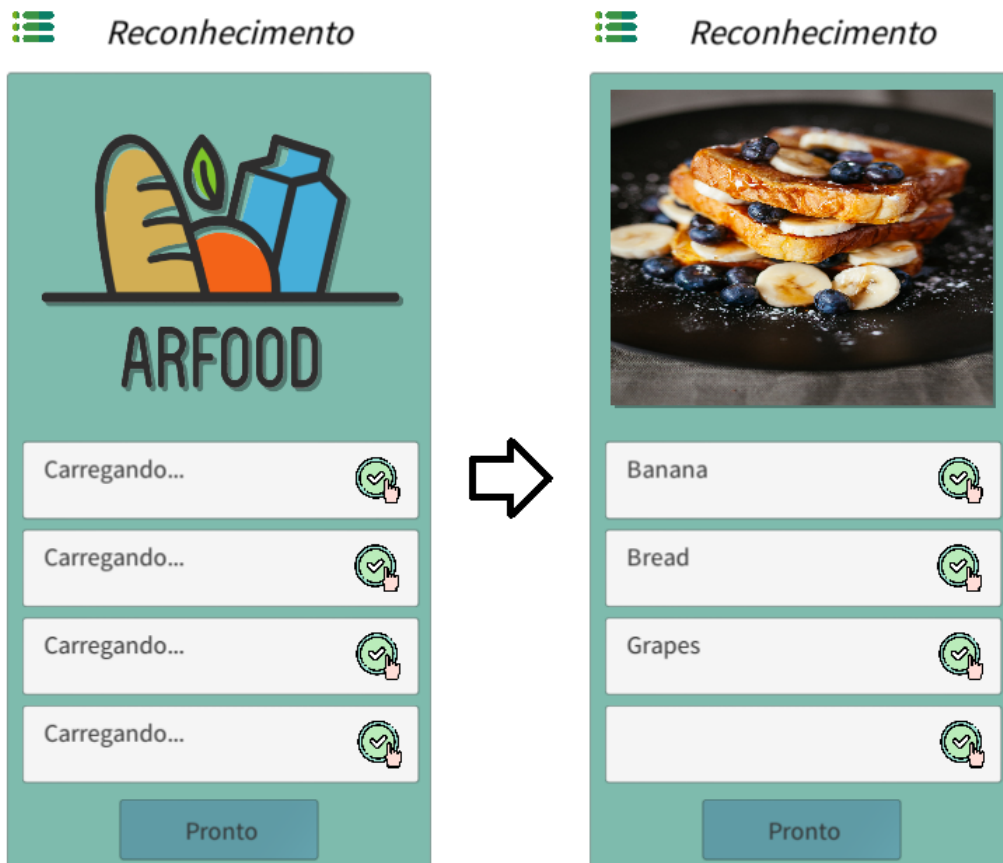 Reconhecimento
ARFOOD
Carregando...
Carregando...
Carregando...
Carregando...
Pronto
Reconhecimento
Banana
Bread
Grapes
Pronto